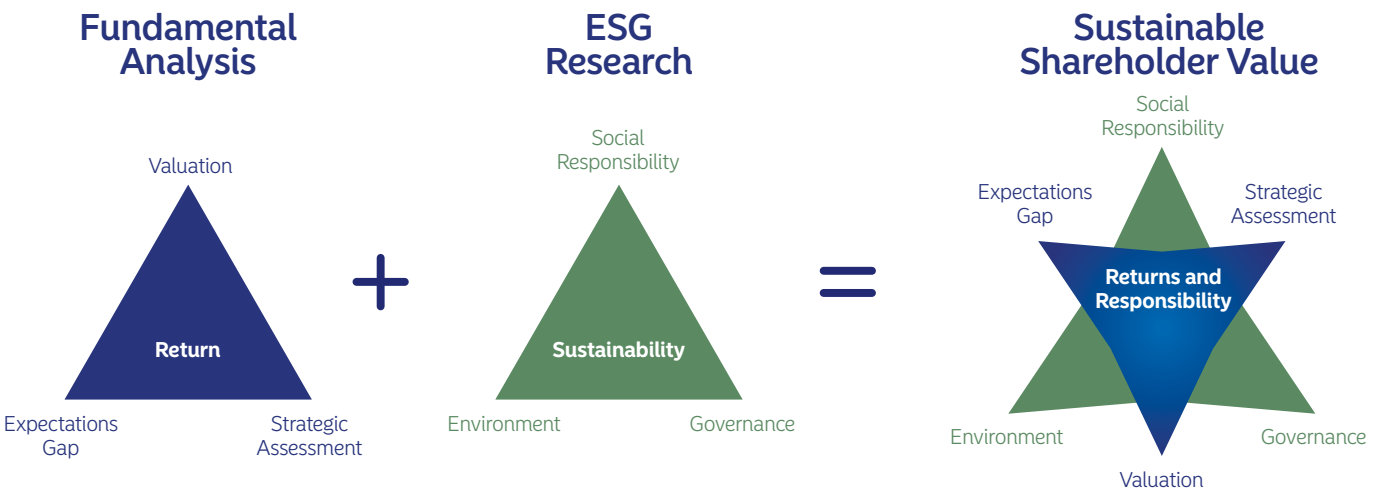 Fundamental
Analysis
ESG
Research
Sustainable
Shareholder Value
Valuation
Return
Expectations
Gap
Strategic
Assessment
+
Social
Responsibility
Sustainability
Environment
Governance
=
Social
Responsibility
Expectations
Gap
Strategic
Assessment
Returns and
Responsibility
Environment
Governance
Valuation